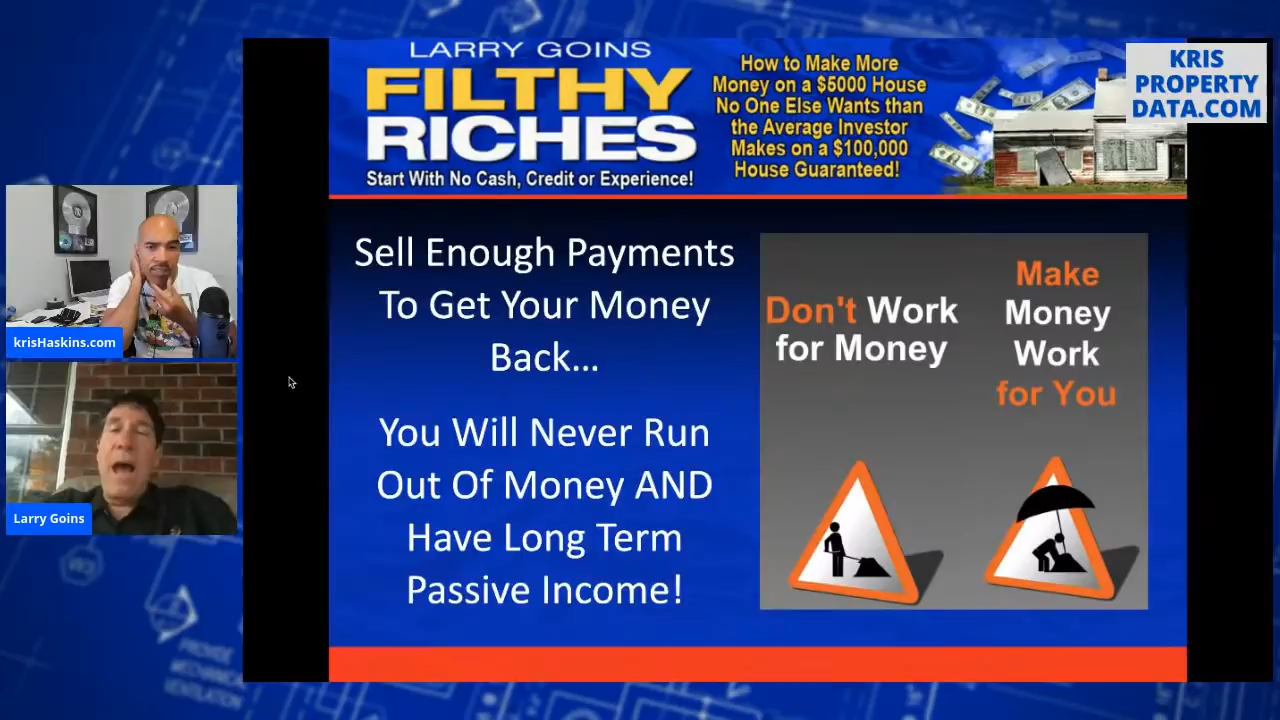 LARRY GOINS
FILTHY
RICHES
Start With No Cash, Credit or Experience!
How to Make More
Money on a $5000 House
No One Else Wants than
the Average Investor
Makes on a $100,000
House Guaranteed!
KRIS
PROPERTY
DATA.COM
Sell Enough Payments
To Get Your Money
Back...
You Will Never Run
Out Of Money AND
Have Long Term
Passive Income!
Don't Work
for Money
Make
Money
Work
for You
krisHaskins.com
Larry Goins
PROVIDE
MECHANICAL
VENTILATION